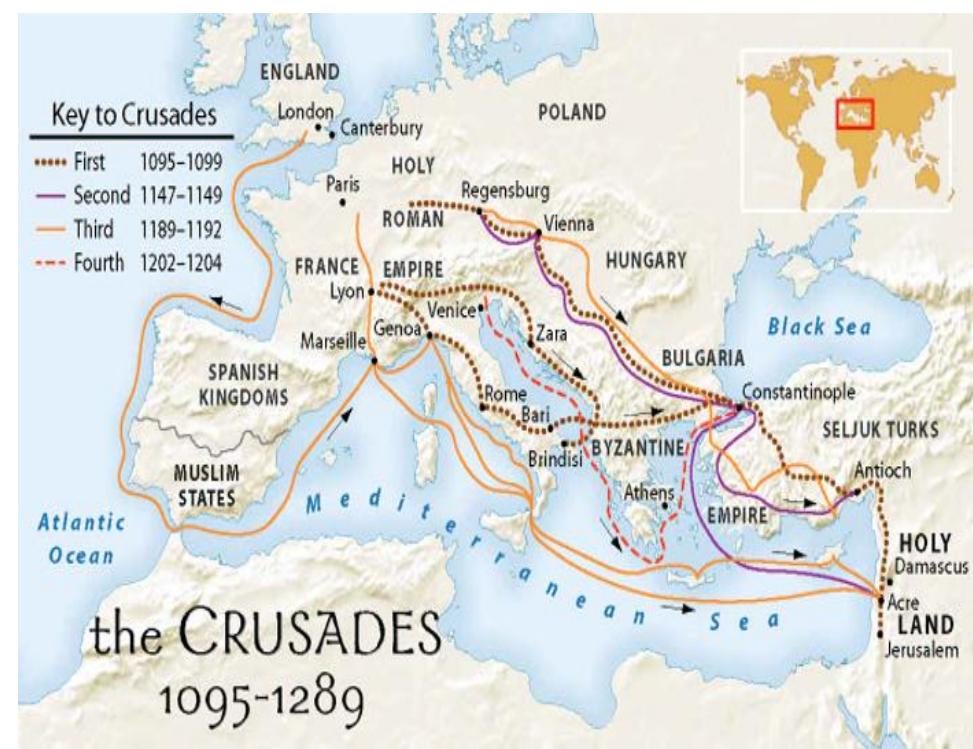 ENGLAND
London
Canterbury
POLAND
Key to Crusades
First 1095–1099
Second 1147–1149
Third 1189–1192
Fourth 1202–1204
HOLY
ROMAN
EMPIRE
Paris
Regensburg
Vienna
HUNGARY
FRANCE
Lyon
Venice
Genoa
Marseille
Zara
Black Sea
BULGARIA
Constantinople
SPANISH
KINGDOMS
Rome
Bari
Brindisi
BYZANTINE
EMPIRE
SELJUK TURKS
Antioch
MUSLIM
STATES
Athens
Mediterranean Sea
Atlantic
Ocean
HOLY
LAND
Damascus
Acre
Jerusalem
the CRUSADES
1095-1289